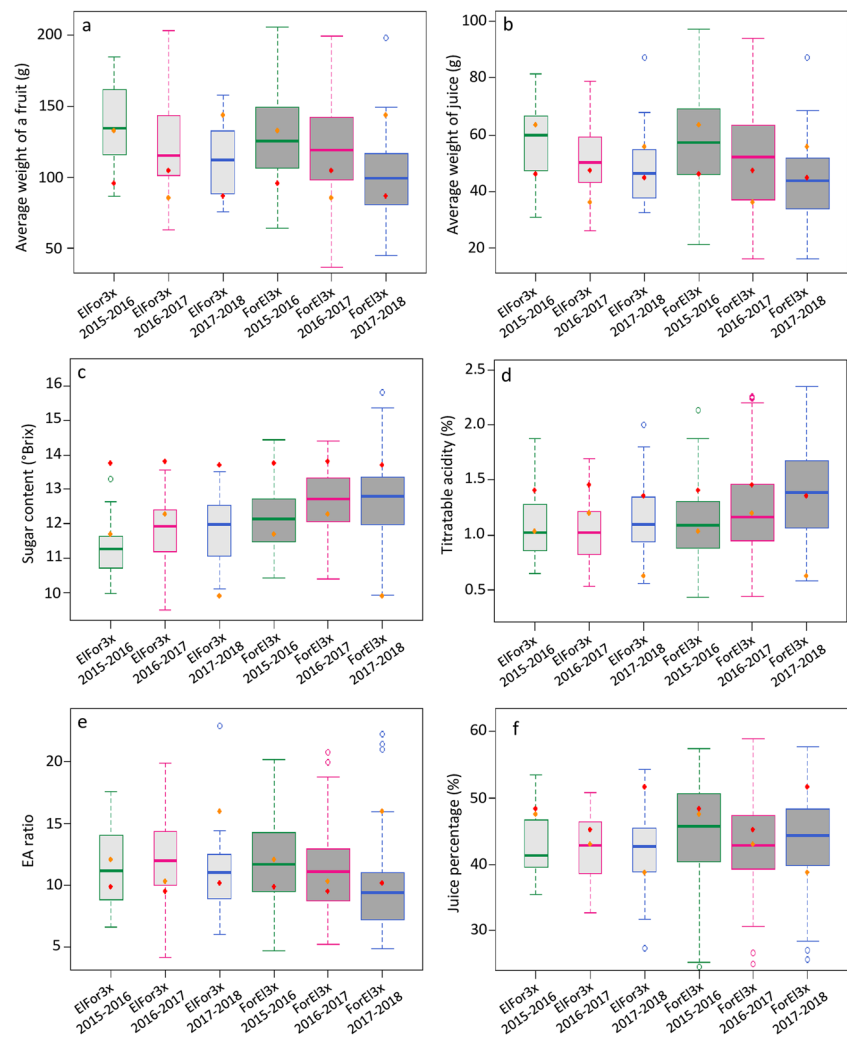 a
Average weight of a fruit (g)
200
150
100
50
ElFor3x
2015-2016
ElFor3x
2016-2017
ElFor3x
2017-2018
ForEl3x
2015-2016
ForEl3x
2016-2017
ForEl3x
2017-2018
b
Average weight of juice (g)
100
80
60
40
20
ElFor3x
2015-2016
ElFor3x
2016-2017
ElFor3x
2017-2018
ForEl3x
2015-2016
ForEl3x
2016-2017
ForEl3x
2017-2018
c
Sugar content (°Brix)
16
15
14
13
12
11
10
ElFor3x
2015-2016
ElFor3x
2016-2017
ElFor3x
2017-2018
ForEl3x
2015-2016
ForEl3x
2016-2017
ForEl3x
2017-2018
d
Titratable acidity (%)
2.5
2.0
1.5
1.0
0.5
ElFor3x
2015-2016
ElFor3x
2016-2017
ElFor3x
2017-2018
ForEl3x
2015-2016
ForEl3x
2016-2017
ForEl3x
2017-2018
e
EA ratio
20
15
10
5
ElFor3x
2015-2016
ElFor3x
2016-2017
ElFor3x
2017-2018
ForEl3x
2015-2016
ForEl3x
2016-2017
ForEl3x
2017-2018
f
Juice percentage (%)
60
50
40
30
ElFor3x
2015-2016
ElFor3x
2016-2017
ElFor3x
2017-2018
ForEl3x
2015-2016
ForEl3x
2016-2017
ForEl3x
2017-2018